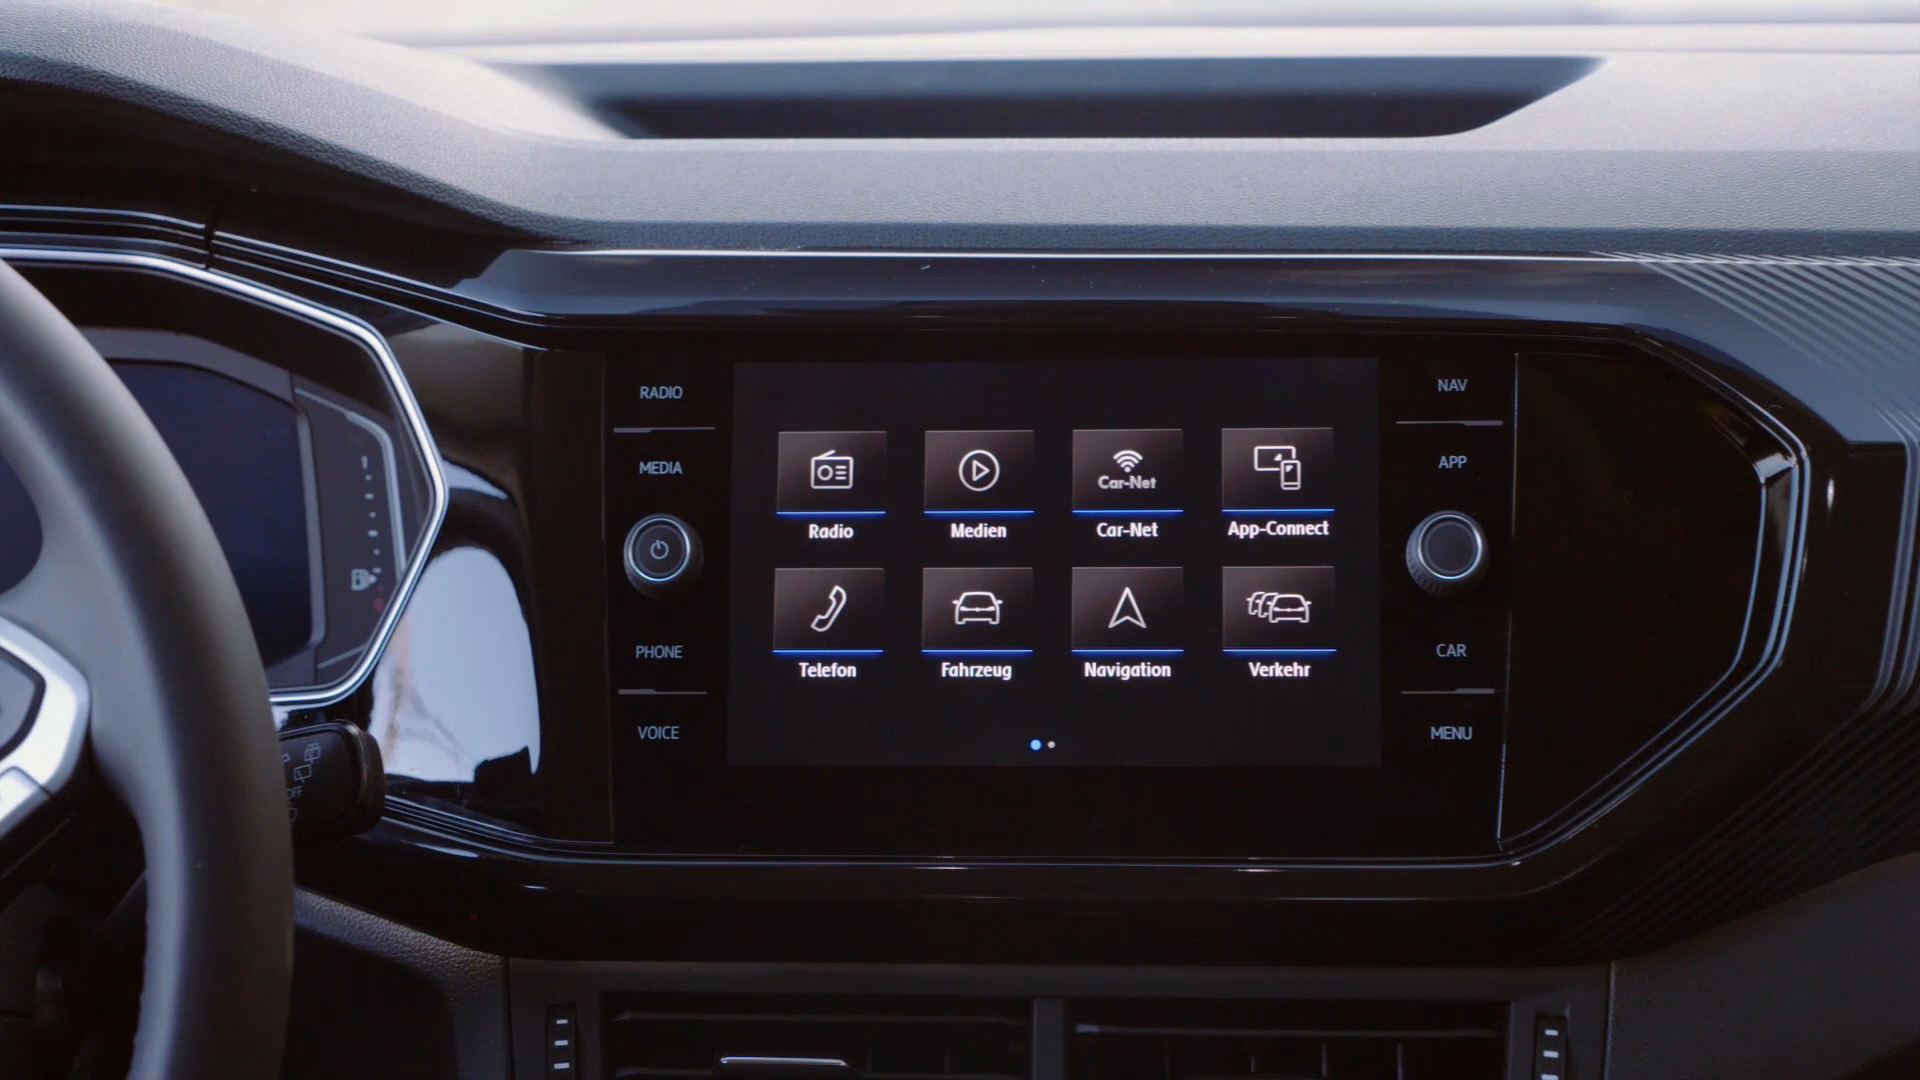 RADIO
MEDIA
PHONE
VOICE
Car-Net
Radio
Medien
Car-Net
App-Connect
Telefon
Fahrzeug
Navigation
Verkehr
NAV
APP
CAR
MENU
OFF